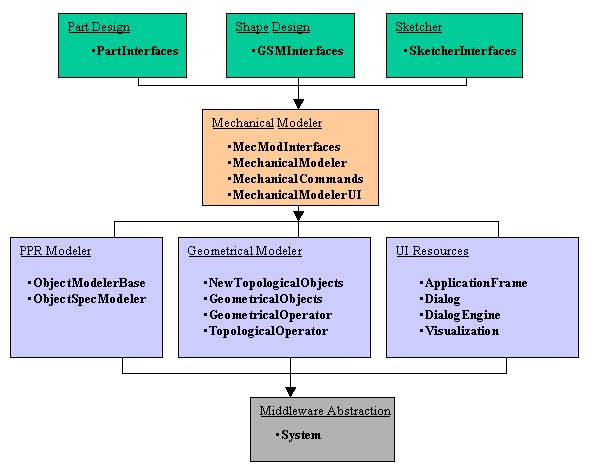 Part Design
•PartInterfaces
Shape Design
•GSMInterfaces
Sketcher
•SketcherInterfaces
Mechanical Modeler
•MecModInterfaces
•MechanicalModeler
•MechanicalCommands
•MechanicalModelerUI
PPR Modeler
•ObjectModelerBase
•ObjectSpecModeler
Geometrical Modeler
•NewTopologicalObjects
•GeometricalObjects
•GeometricalOperator
•TopologicalOperator
UI Resources
•ApplicationFrame
•Dialog
•DialogEngine
•Visualization
Middleware Abstraction
•System